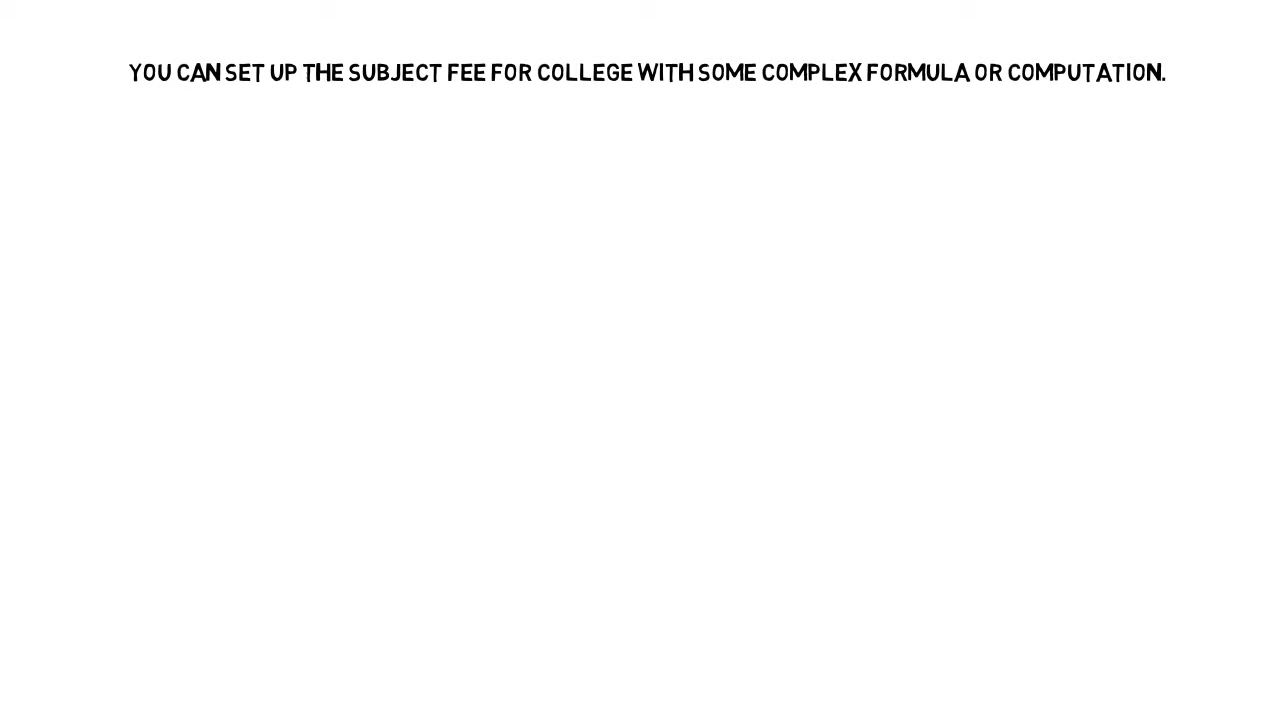 YOU CAN SET UP THE SUBJECT FEE FOR COLLEGE WITH SOME COMPLEX FORMULA OR COMPUTATION.